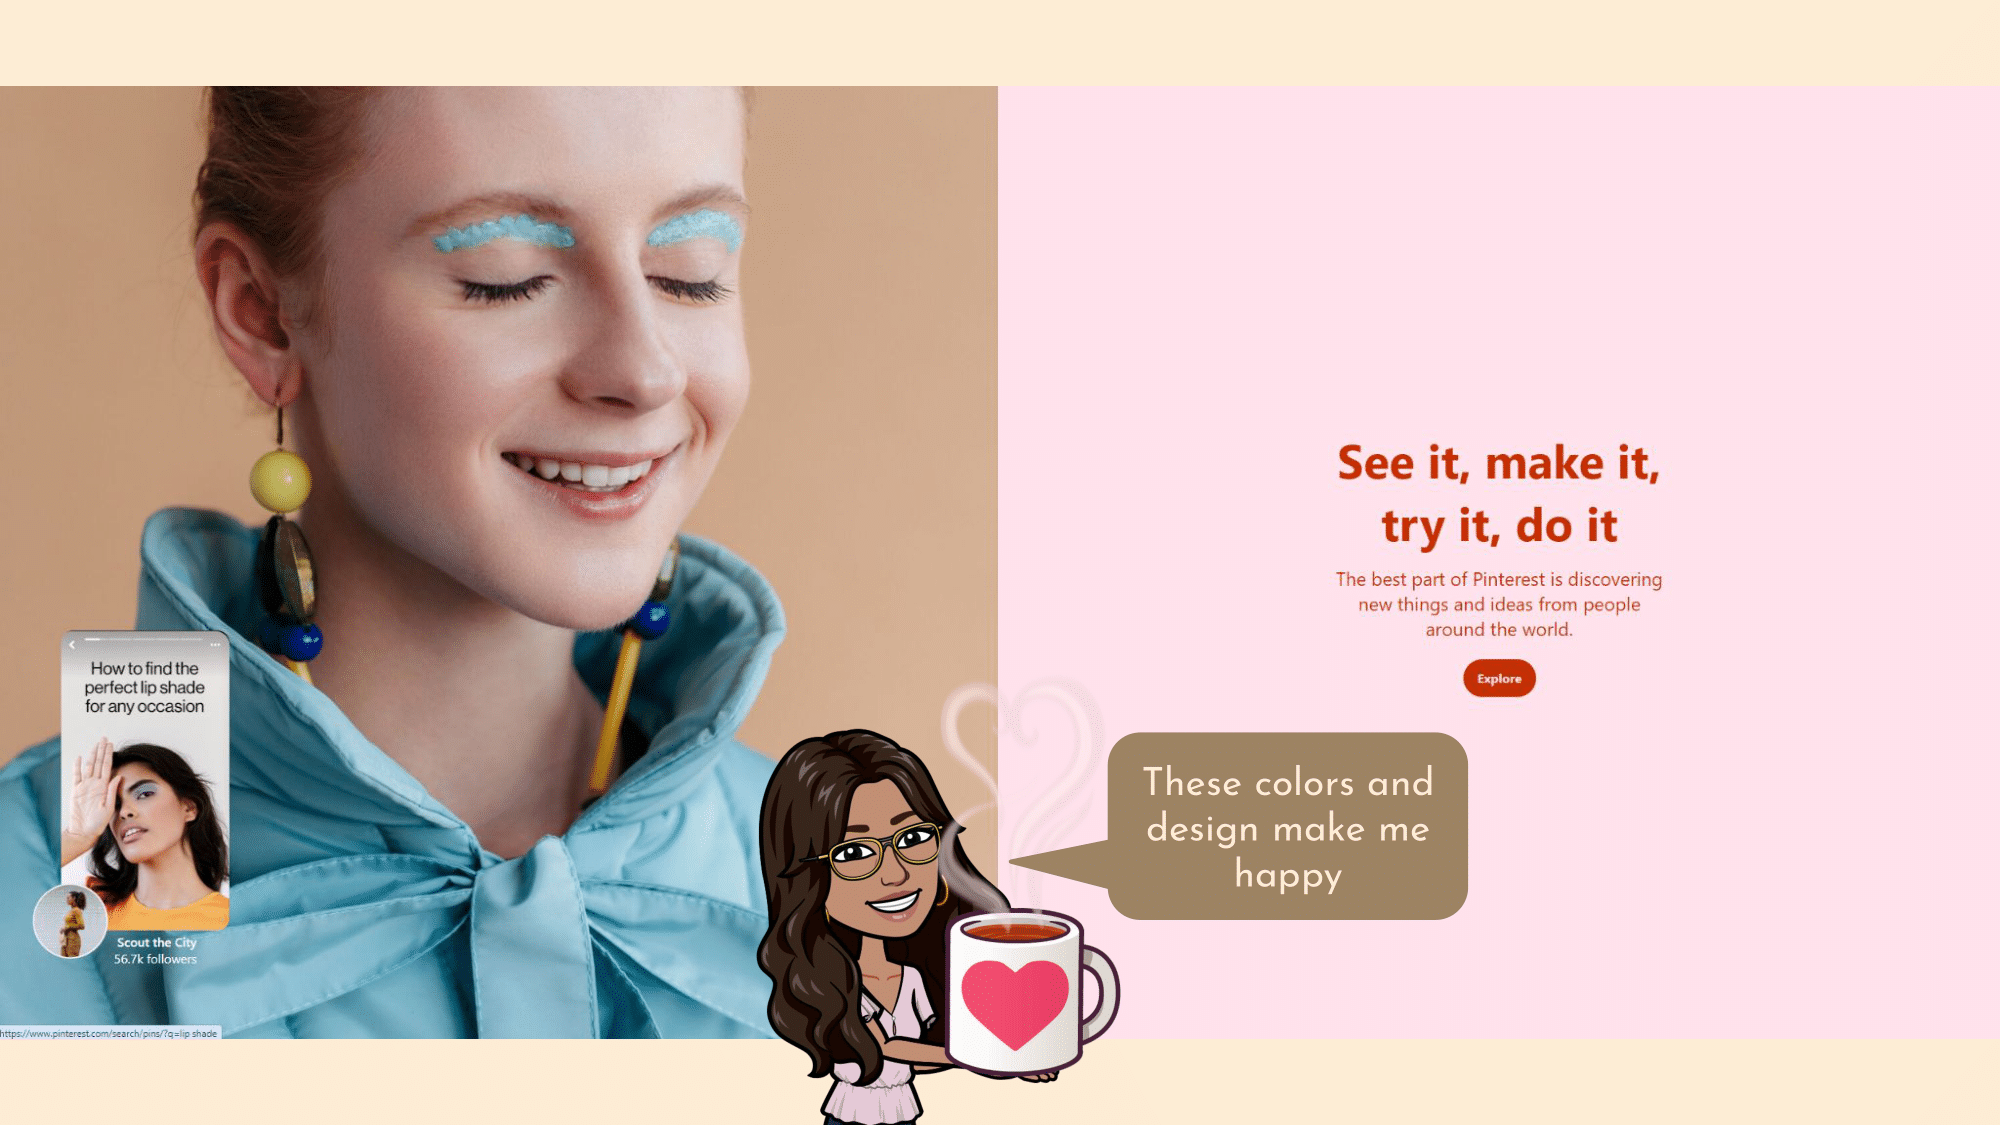 See it, make it,
try it, do it
The best part of Pinterest is discovering
new things and ideas from people
around the world.
Explore
How to find the
perfect lip shade
for any occasion
Scout the City
56.7k followers
These colors and
design make me
happy
https://www.pinterest.com/search/pins/?q=lip shade